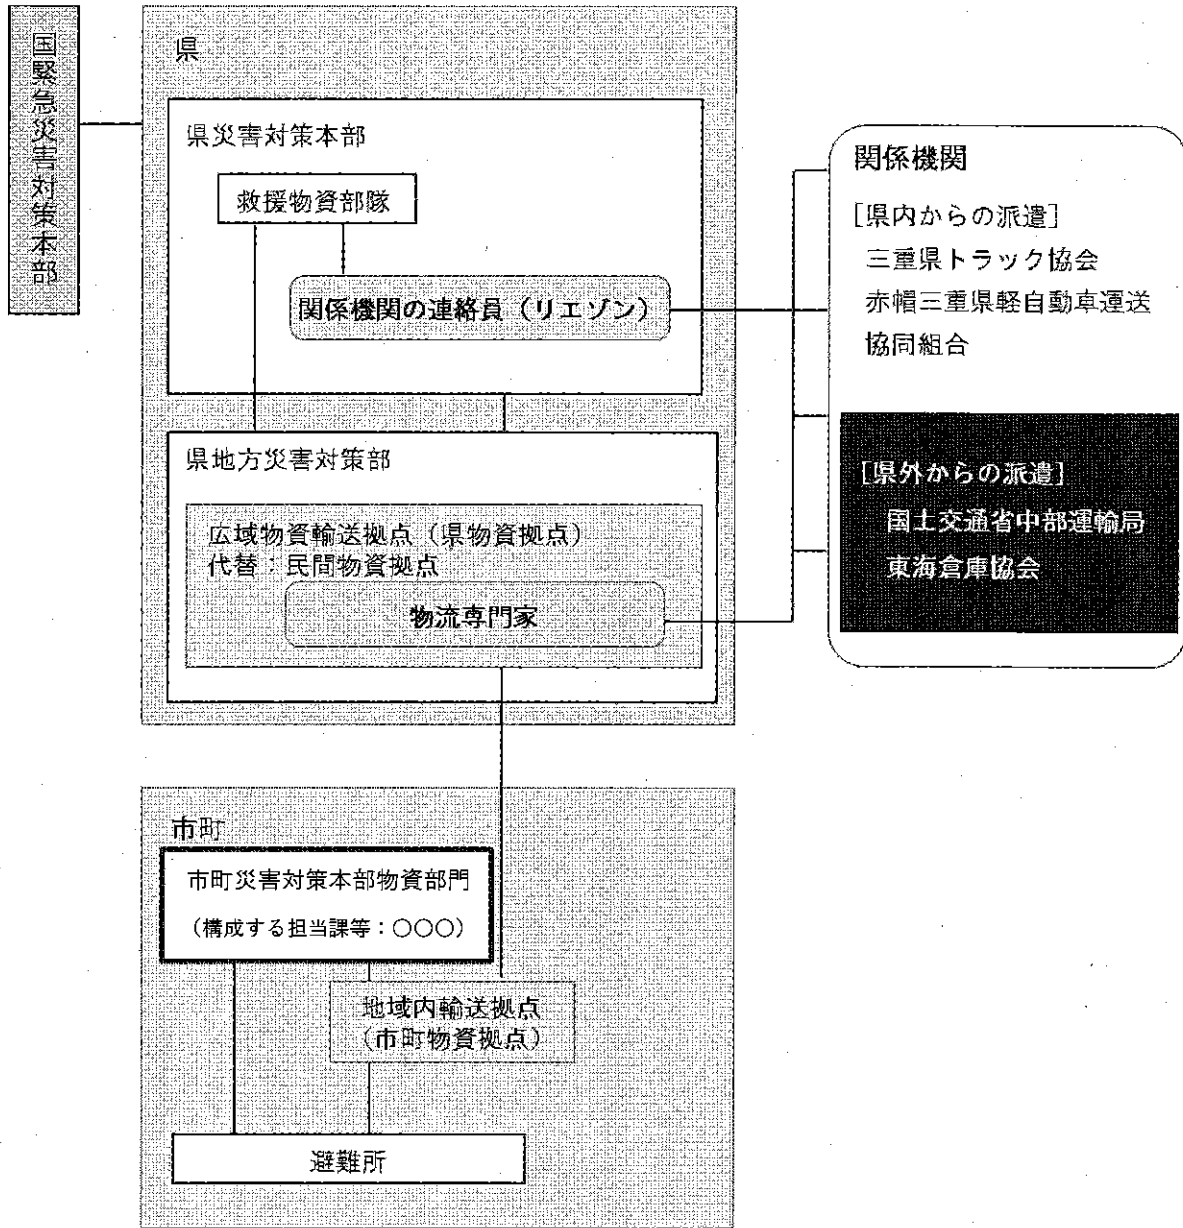 国緊急災害対策本部
県
県災害対策本部
救援物資部隊
関係機関の連絡員（リエゾン）
県地方災害対策部
広域物資輸送拠点（県物資拠点）
代替：民間物資拠点
物流専門家
関係機関
［県内からの派遣］
三重県トラック協会
赤帽三重県軽自動車運送
協同組合
［県外からの派遣］
国土交通省中部運輸局
東海倉庫協会
市町
市町災害対策本部物資部門
（構成する担当課等：〇〇〇）
地域内輸送拠点
（市町物資拠点）
避難所